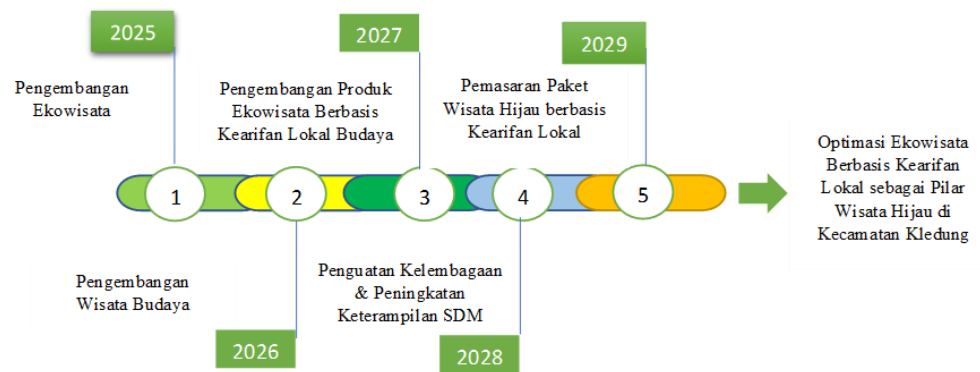 2025
Pengembangan
Ekowisata
2027
Pengembangan Produk
Ekowisata Berbasis
Kearifan Lokal Budaya
2029
Pemasaran Paket
Wisata Hijau berbasis
Kearifan Lokal
1
2
3
4
5
Optimasi Ekowisata
Berbasis Kearifan
Lokal sebagai Pilar
Wisata Hijau di
Kecamatan Kledung
Pengembangan
Wisata Budaya
2026
Penguatan Kelembagaan
& Peningkatan
Keterampilan SDM
2028